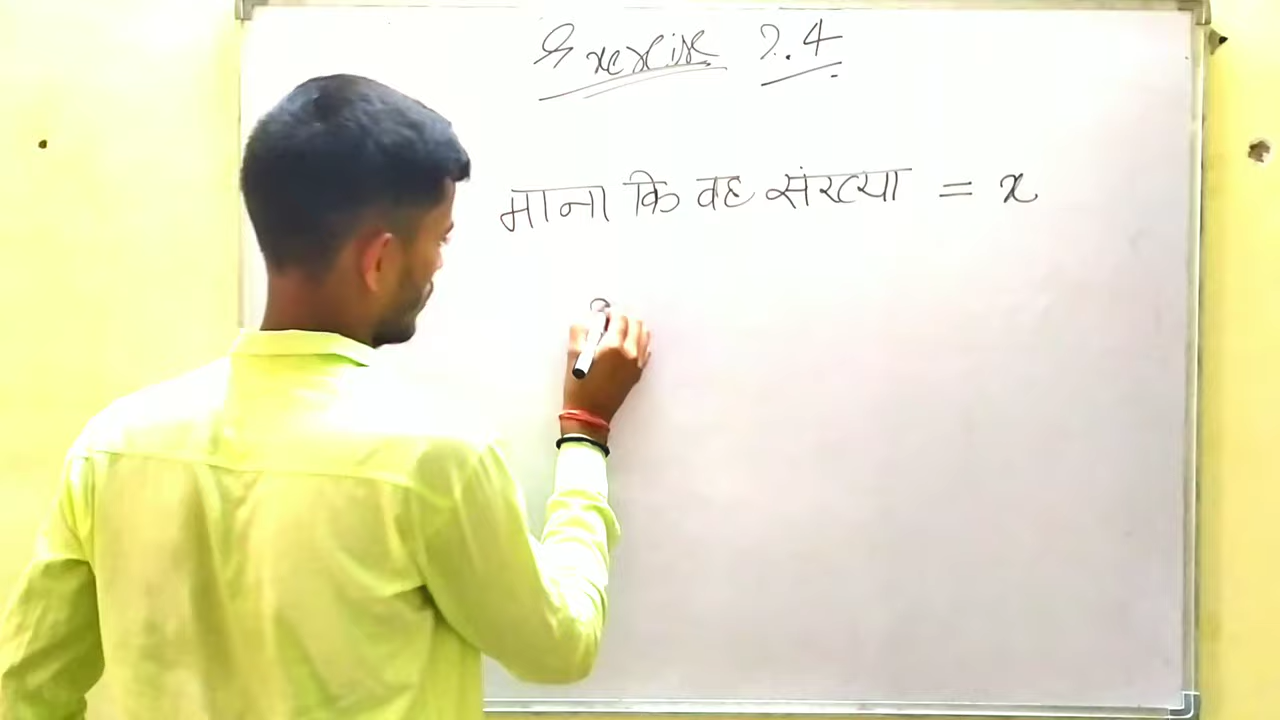 Exercise 2.4
माना कि वह संख्या = x